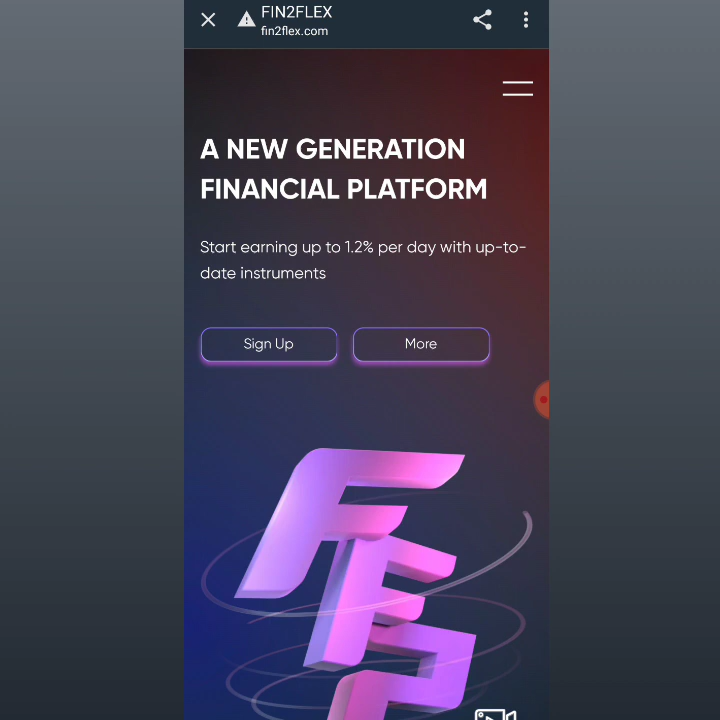 FIN2FLEX
fin2flex.com
A NEW GENERATION
FINANCIAL PLATFORM
Start earning up to 1.2% per day with up-to-
date instruments
Sign Up
More
FFP